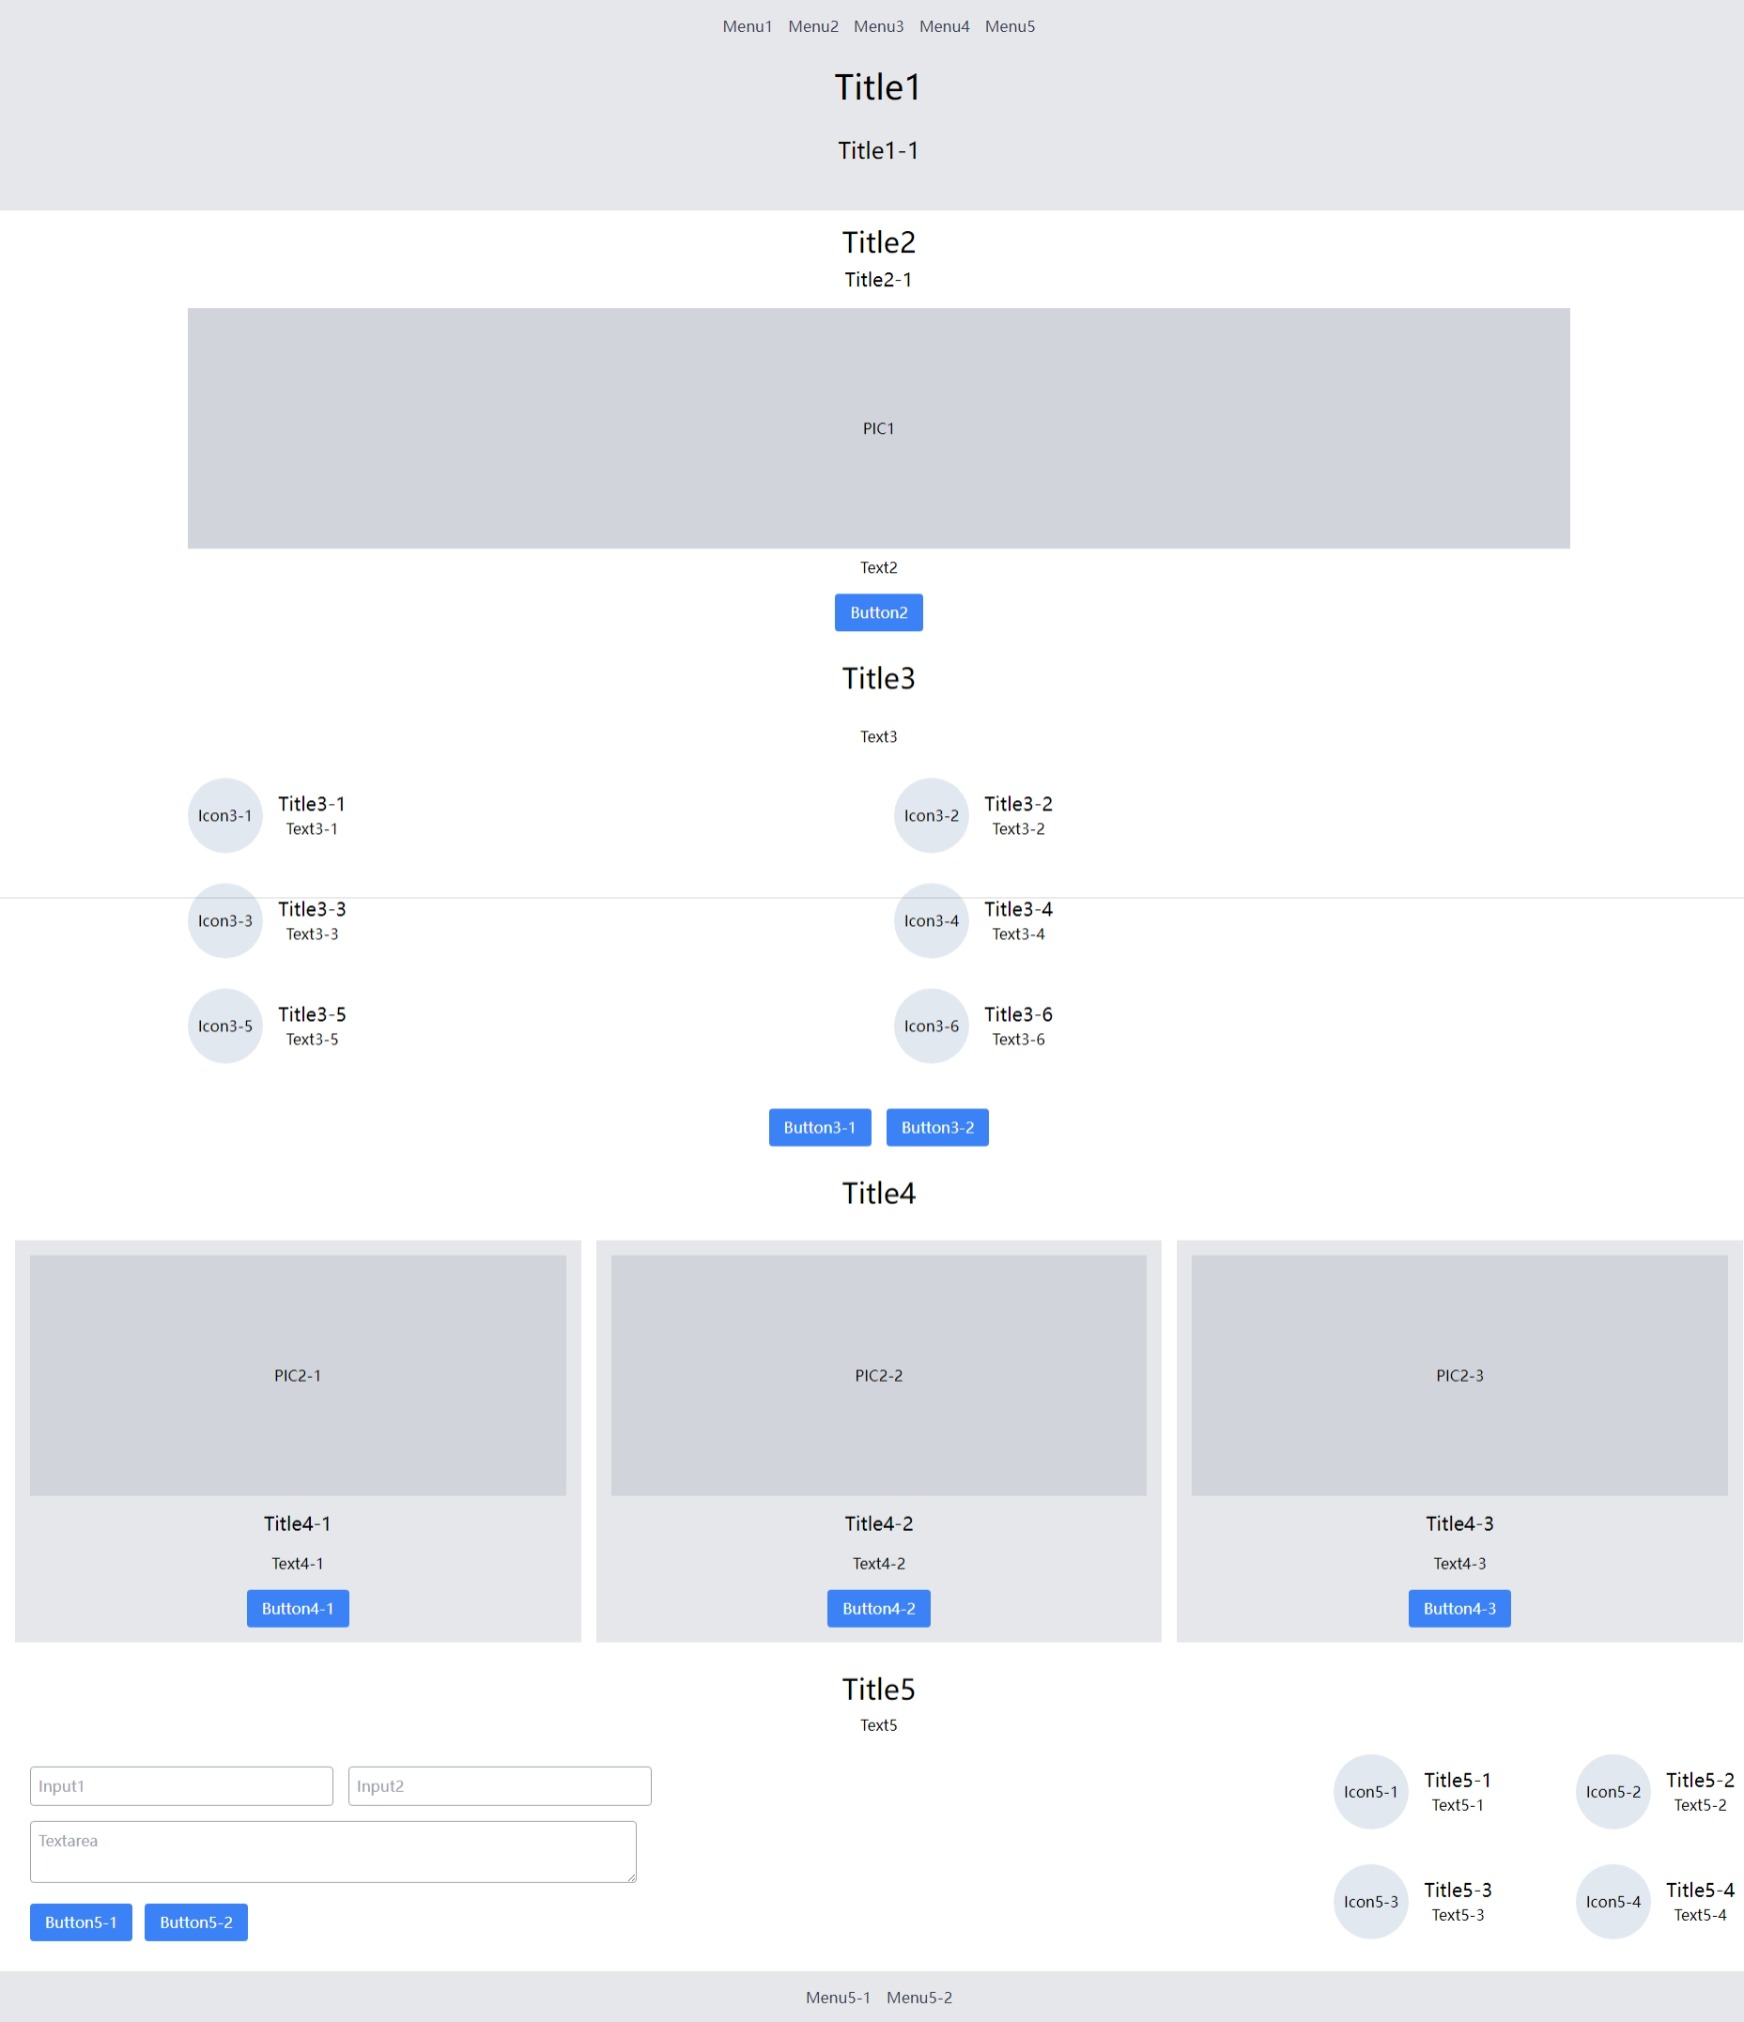 Menu1 Menu2 Menu3 Menu4 Menu5
Title1
Title1-1
Title2
Title2-1
PIC1
Text2
Button2
Title3
Text3
Icon3-1
Title3-1
Text3-1
Icon3-2
Title3-2
Text3-2
Icon3-3
Title3-3
Text3-3
Icon3-4
Title3-4
Text3-4
Icon3-5
Title3-5
Text3-5
Icon3-6
Title3-6
Text3-6
Button3-1 Button3-2
Title4
PIC2-1
Title4-1
Text4-1
Button4-1
PIC2-2
Title4-2
Text4-2
Button4-2
PIC2-3
Title4-3
Text4-3
Button4-3
Title5
Text5
Input1 Input2
Textarea
Button5-1 Button5-2
Icon5-1
Title5-1
Text5-1
Icon5-2
Title5-2
Text5-2
Icon5-3
Title5-3
Text5-3
Icon5-4
Title5-4
Text5-4
Menu5-1 Menu5-2